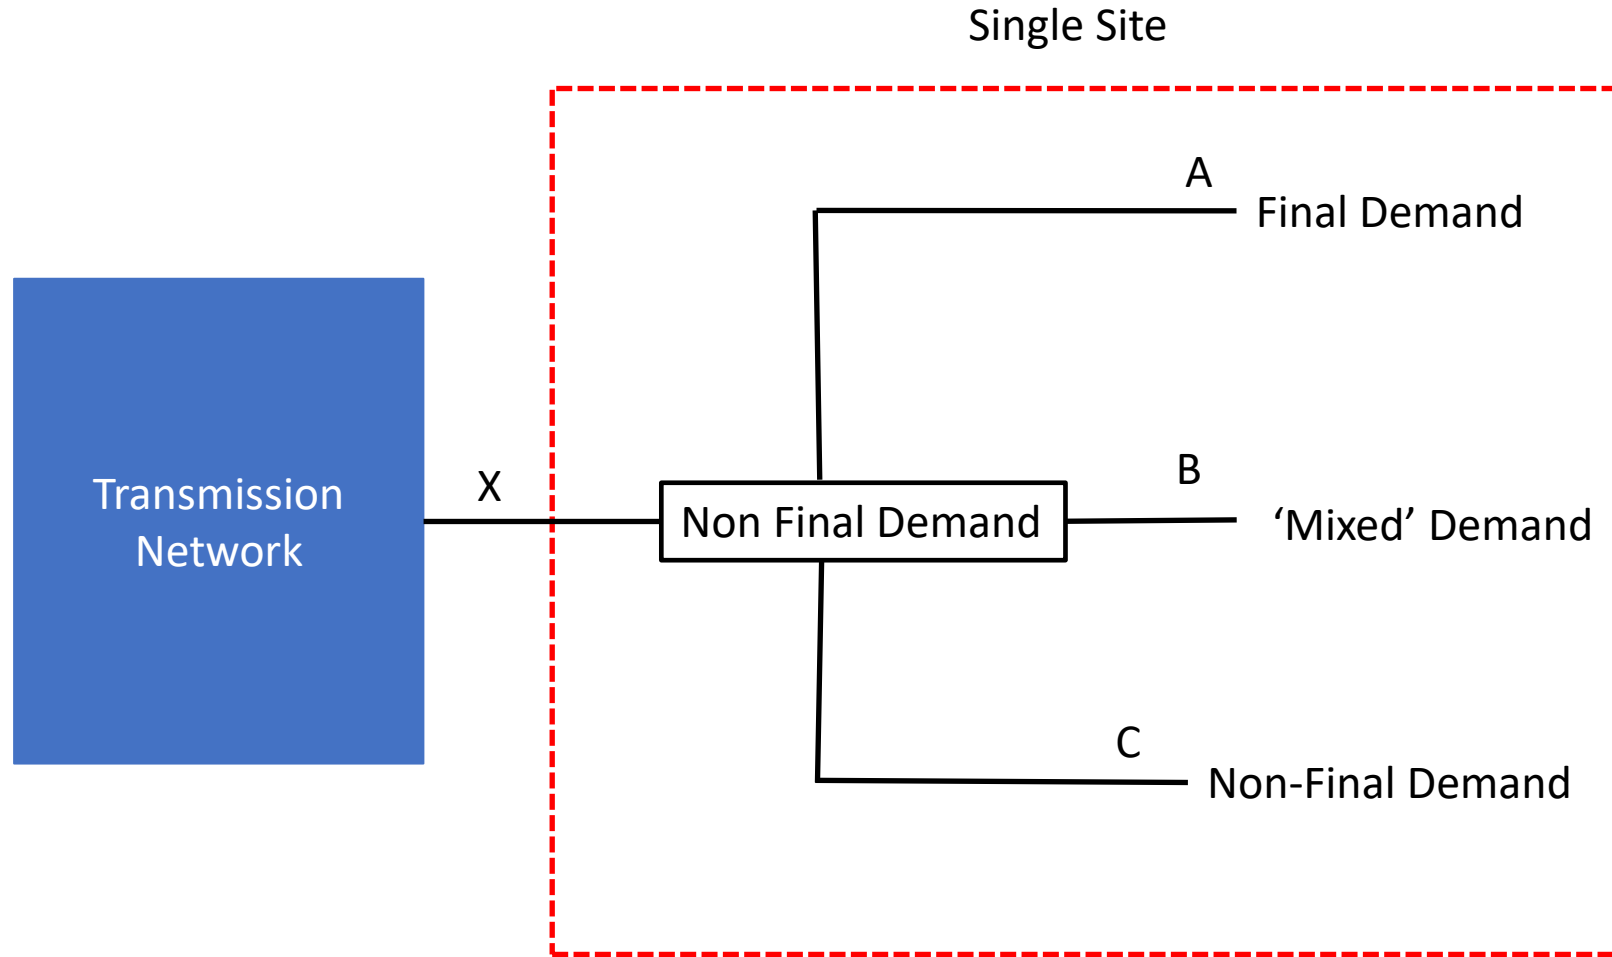 Single Site
A
Final Demand
Transmission
Network
X
Non Final Demand
B
‘Mixed’ Demand
C
Non-Final Demand